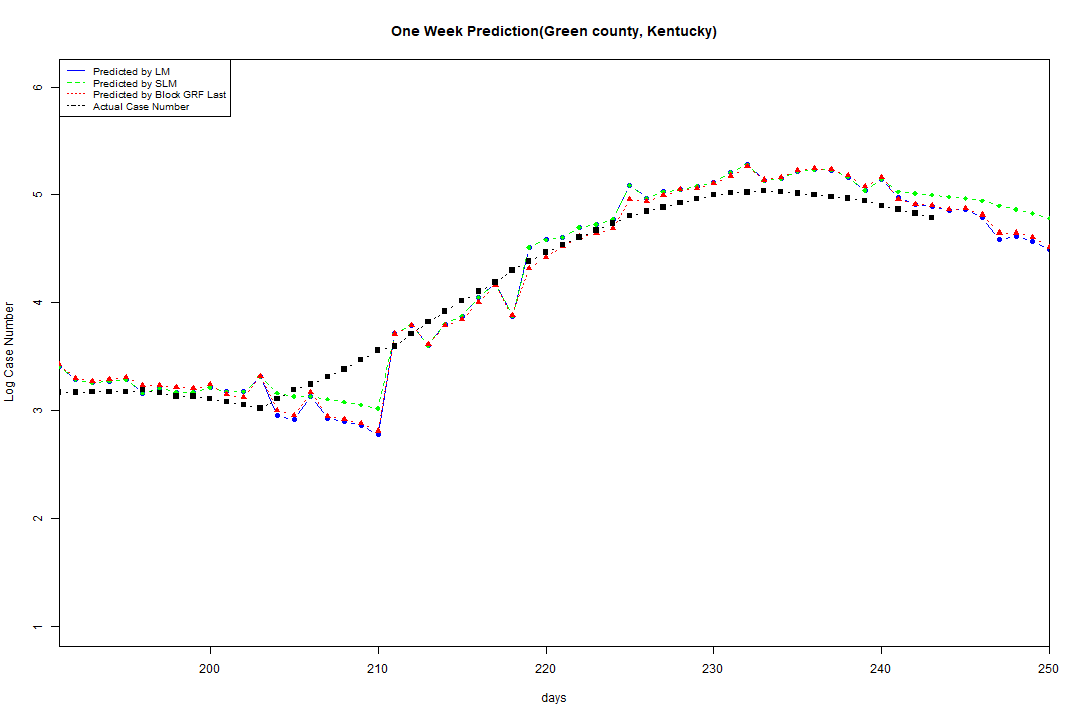 One Week Prediction(Green county, Kentucky)
Predicted by LM
Predicted by SLM
Predicted by Block GRF Last
Actual Case Number
6
5
4
3
2
1
Log Case Number
200 210 220 230 240 250
days